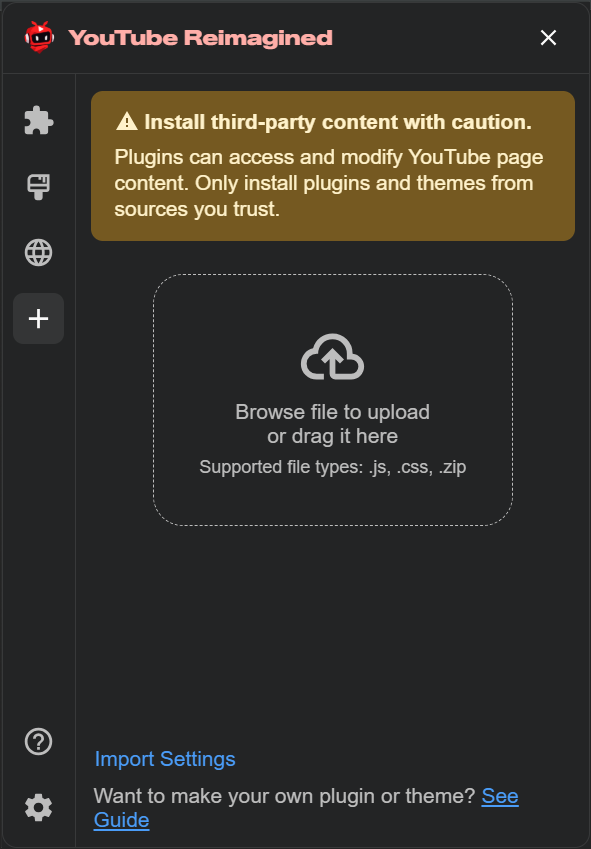 YouTube Reimagined
Install third-party content with caution.
Plugins can access and modify YouTube page
content. Only install plugins and themes from
sources you trust.
Browse file to upload
or drag it here
Supported file types: .js, .css, .zip
Import Settings
Want to make your own plugin or theme? See
Guide